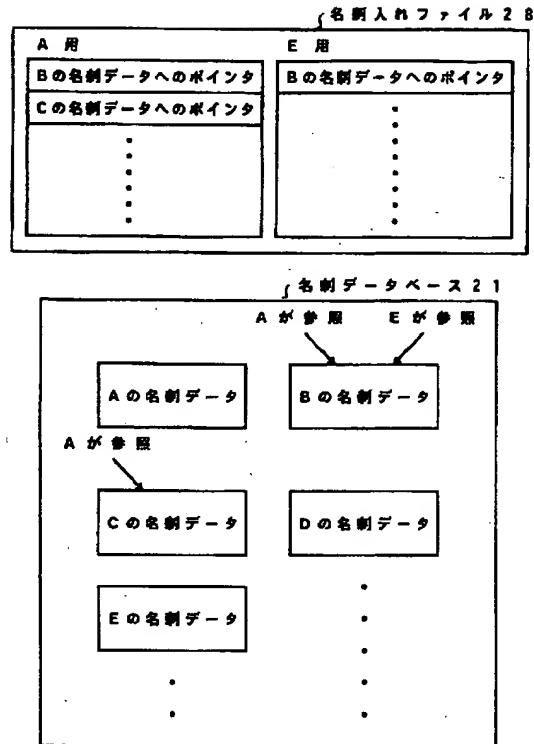 名刺入れファイル28
A用
E用
Bの名刺データへのポインタ
Bの名刺データへのポインタ
Cの名刺データへのポインタ
名刺データベース21
Aが参照
Eが参照
Aの名刺データ
Bの名刺データ
Aが参照
Cの名刺データ
Dの名刺データ
Eの名刺データ